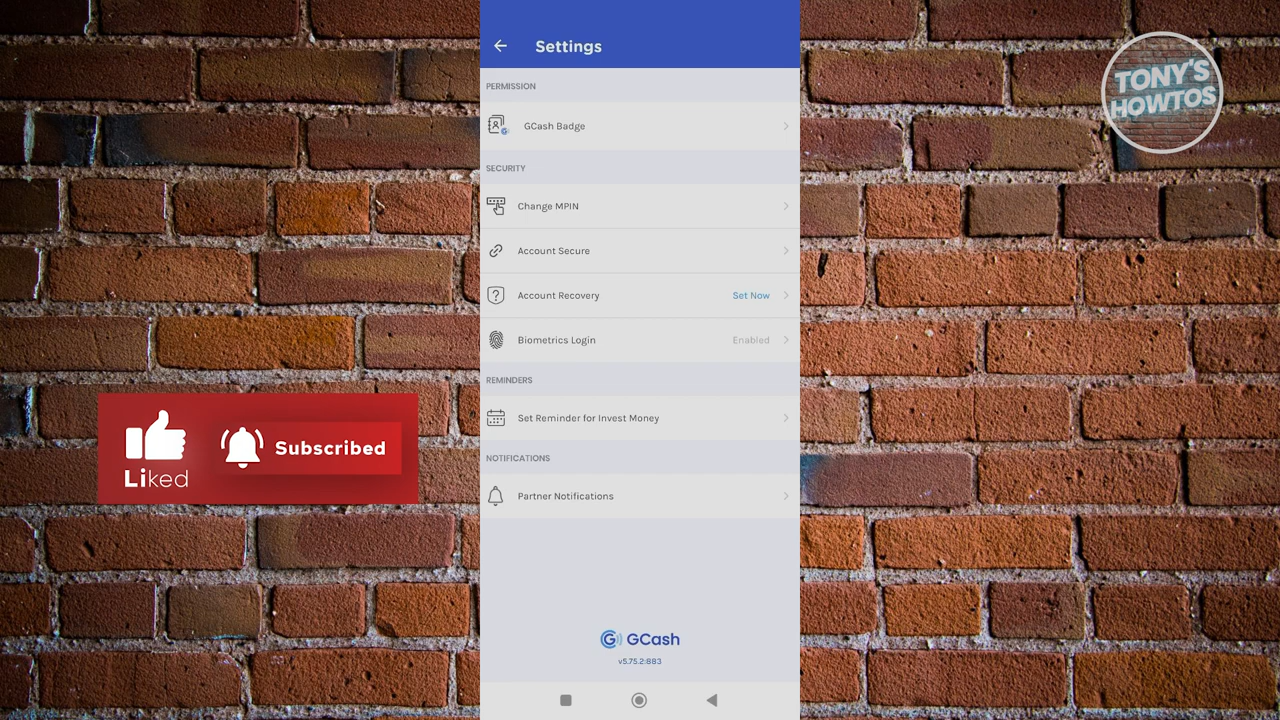 Settings
PERMISSION
GCash Badge
SECURITY
Change MPIN
Account Secure
Account Recovery
Set Now
Biometrics Login
Enabled
REMINDERS
Set Reminder for Invest Money
NOTIFICATIONS
Partner Notifications
GCash
v5.75.2:883
Liked
Subscribed
TONY'S
HOWTOS